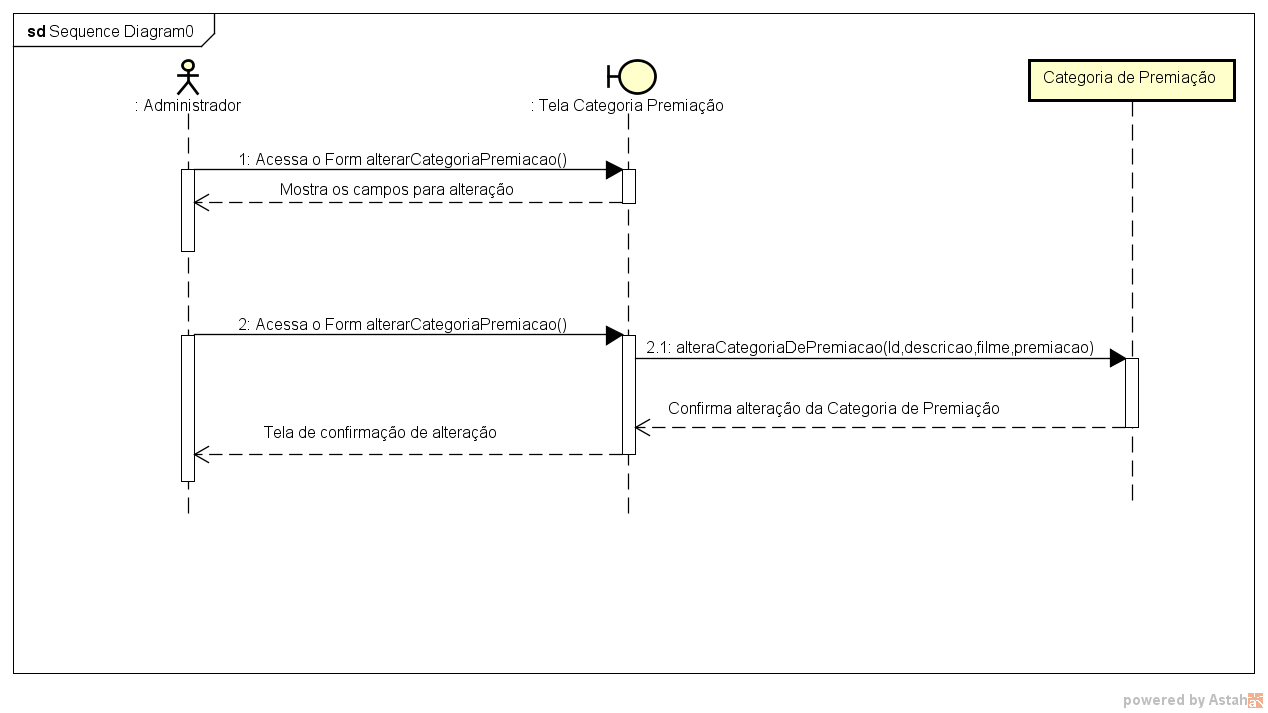 sd Sequence Diagram0
: Administrador
: Tela Categoria Premiação
Categoria de Premiação
1: Acessa o Form alterarCategoriaPremiacao()
Mostra os campos para alteração
2: Acessa o Form alterarCategoriaPremiacao()
2.1: alteraCategoriaDePremiacao(Id,descricao,filme,premiacao)
Confirma alteração da Categoria de Premiação
Tela de confirmação de alteração
powered by Astah